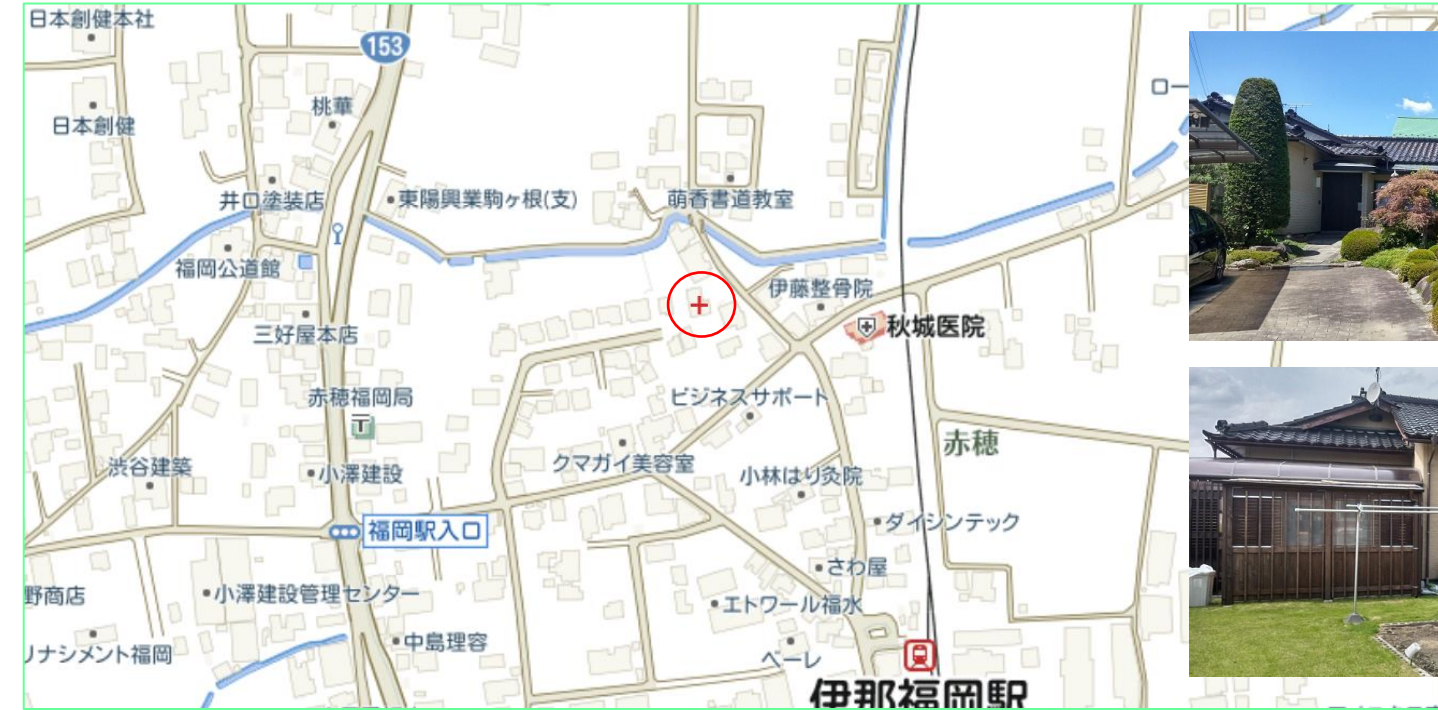 日本創健本社
153
ロー
桃華
日本創健
井口塗装店
東陽興業駒ヶ根(支)
萌香書道教室
福岡公道館
伊藤整骨院
三好屋本店
秋城医院
赤穂福岡局
ビジネスサポート
赤穂
渋谷建築
小澤建設
クマガイ美容室
小林はり灸院
福岡駅入口
ダイシンテック
さわ屋
野商店
小澤建設管理センター
エトワール福水
中島理容
リナシメント福岡
ベーレ
伊那福岡駅